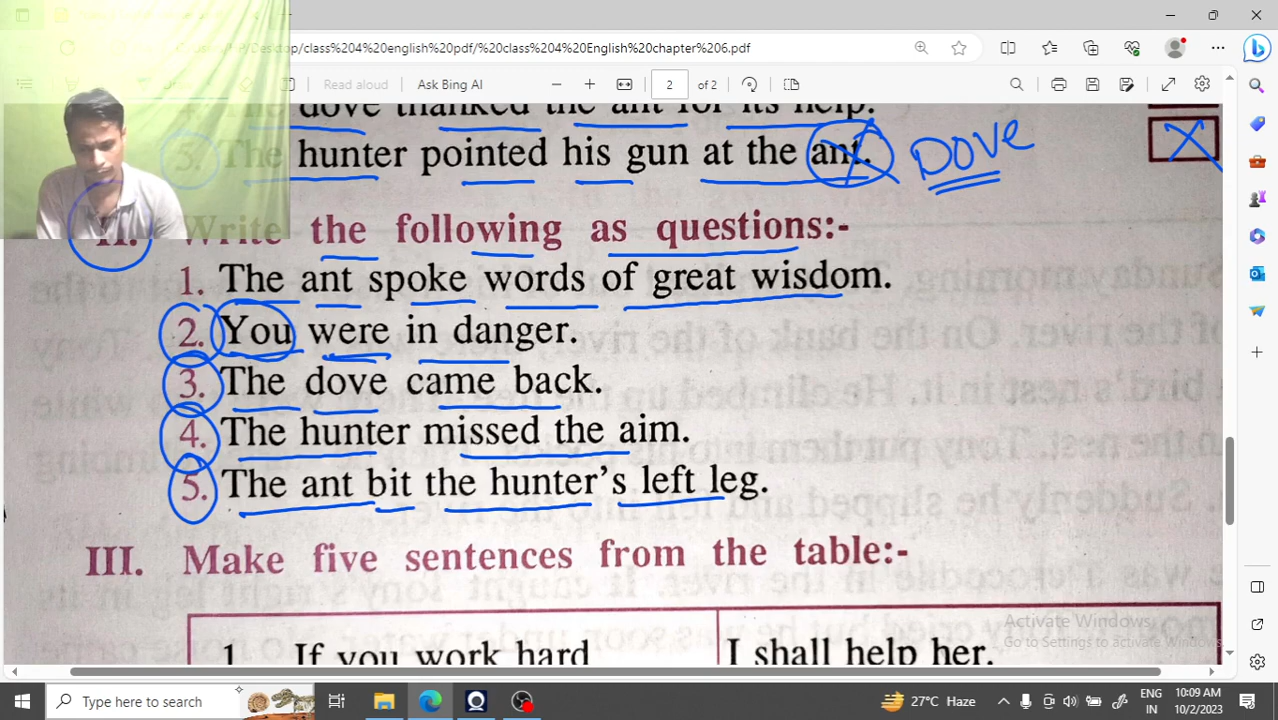 Desktop/class%204%20english%20pdf/%20class%204%20English%20chapter%206.pdf
Read aloud Ask Bing AI 2 of 2
dove thanked the ant for its help.
5. The hunter pointed his gun at the ant. DOVE X
II. Write the following as questions:-
1. The ant spoke words of great wisdom.
2. You were in danger.
3. The dove came back.
4. The hunter missed the aim.
5. The ant bit the hunter's left leg.
III. Make five sentences from the table:-
1. If you work hard I shall help her.
Activate Windows
Go to Settings to activate Windows.
Type here to search
27°C Haze
ENG
IN
10:09 AM
10/2/2023